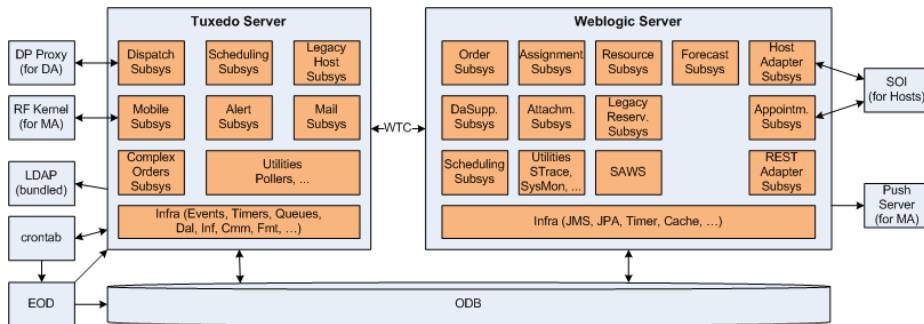 Tuxedo Server
Weblogic Server
DP Proxy
(for DA)
Dispatch
Subsys
Scheduling
Subsys
Legacy
Host
Subsys
Order
Subsys
Assignment
Subsys
Resource
Subsys
Forecast
Subsys
Host
Adapter
Subsys
SOI
(for Hosts)
RF Kernel
(for MA)
Mobile
Subsys
Alert
Subsys
Mail
Subsys
WTC
DaSupp.
Subsys
Attachm.
Subsys
Legacy
Reserv.
Subsys
Appointm.
Subsys
LDAP
(bundled)
Complex
Orders
Subsys
Utilities
Pollers, ...
Scheduling
Subsys
Utilities
STrace,
SysMon, ...
SAWS
REST
Adapter
Subsys
Push
Server
(for MA)
crontab
Infra (Events, Timers, Queues,
Dal, Inf, Cmm, Fmt, ...)
Infra (JMS, JPA, Timer, Cache, ...)
EOD
ODB